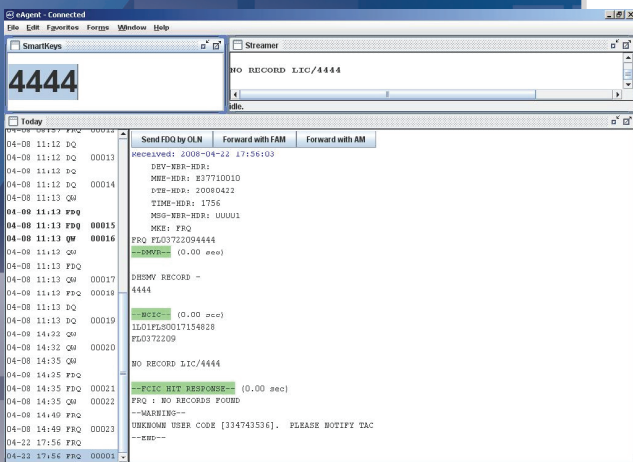 eAgent - Connected
File Edit Favorites Forms Window Help
SmartKeys
4444
Streamer
NO RECORD LIC/4444
idle.
Today
04-08 08:57 FRQ 00012
04-08 11:12 DQ
04-08 11:12 DQ 00013
04-08 11:12 DQ
04-08 11:12 DQ 00014
04-08 11:13 QW
04-08 11:13 FDQ
04-08 11:13 FDQ 00015
04-08 11:13 QW 00016
04-08 11:13 QW
04-08 11:13 FDQ
04-08 11:13 QW 00017
04-08 11:13 FDQ 00018
04-08 11:13 DQ
04-08 11:13 DQ 00019
04-08 14:32 QW
04-08 14:32 QW 00020
04-08 14:35 QW
04-08 14:35 FDQ
04-08 14:35 FDQ 00021
04-08 14:35 QW 00022
04-08 14:49 FRQ
04-08 14:49 FRQ 00023
04-22 17:56 FRQ
04-22 17:56 FRQ 00001
Send FDQ by OLN Forward with FAM Forward with AM
Received: 2008-04-22 17:56:03
DEV-NBR-HDR:
MNE-HDR: E37710010
DTE-HDR: 20080422
TIME-HDR: 1756
MSG-NBR-HDR: UUUU1
MKE: FRQ
FRQ FL03722094444
--DMVR-- (0.00 sec)
DHSMV RECORD -
4444
--NCIC-- (0.00 sec)
1L01FLS0017154828
FL0372209
NO RECORD LIC/4444
--FCIC HIT RESPONSE-- (0.00 sec)
FRQ : NO RECORDS FOUND
--WARNING--
UNKNOWN USER CODE [334743536]. PLEASE NOTIFY TAC
--END--